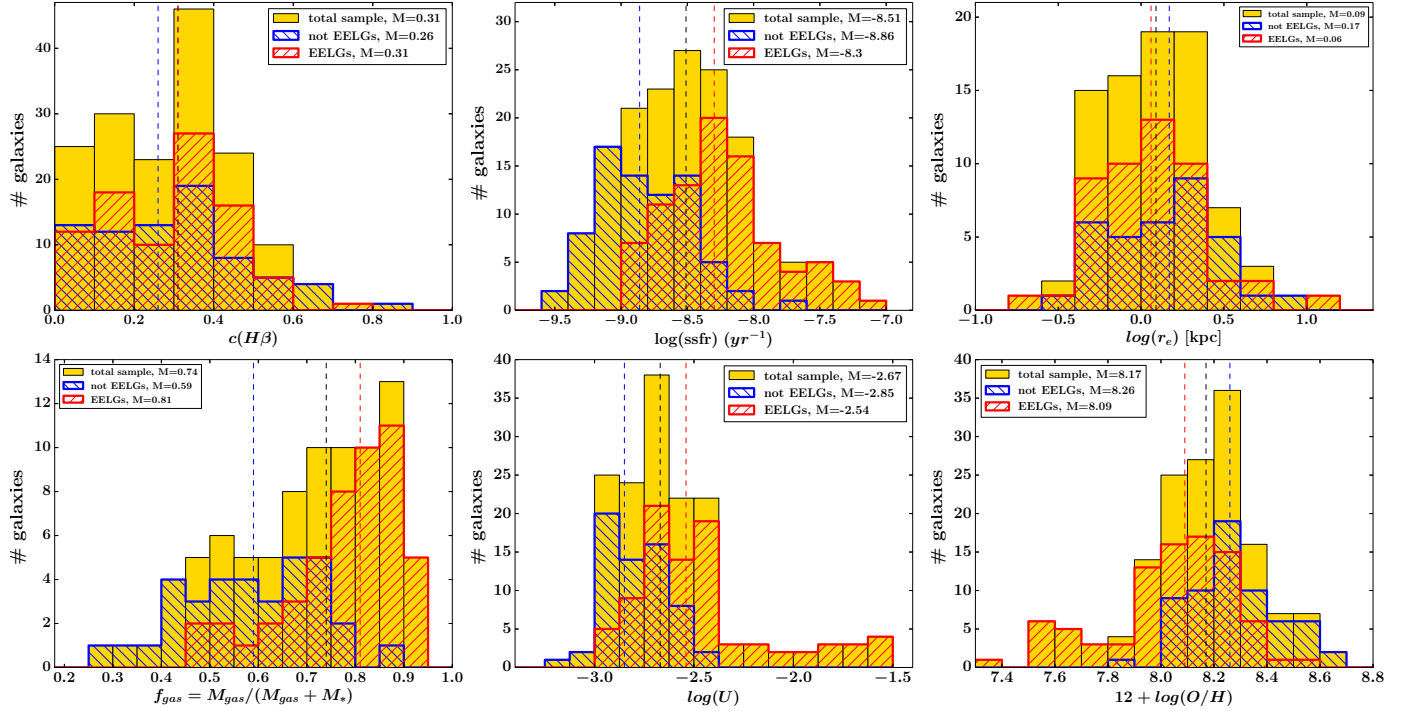 total sample, M=0.31
not EELGs, M=0.26
EELGs, M=0.31
# galaxies
40
30
20
10
0
0.0 0.2 0.4 0.6 0.8 1.0
c(Hβ)
total sample, M=-8.51
not EELGs, M=-8.86
EELGs, M=-8.3
# galaxies
30
25
20
15
10
5
0
−9.5 −9.0 −8.5 −8.0 −7.5 −7.0
log(ssfr) (yr⁻¹)
total sample, M=0.09
not EELGs, M=0.17
EELGs, M=0.06
# galaxies
20
15
10
5
0
−1.0 −0.5 0.0 0.5 1.0
log(r_e) [kpc]
total sample, M=0.74
not EELGs, M=0.59
EELGs, M=0.81
# galaxies
14
12
10
8
6
4
2
0
0.2 0.3 0.4 0.5 0.6 0.7 0.8 0.9 1.0
f_gas = M_gas/(M_gas + M_*)
total sample, M=-2.67
not EELGs, M=-2.85
EELGs, M=-2.54
# galaxies
40
35
30
25
20
15
10
5
0
−3.0 −2.5 −2.0 −1.5
log(U)
total sample, M=8.17
not EELGs, M=8.26
EELGs, M=8.09
# galaxies
40
35
30
25
20
15
10
5
0
7.4 7.6 7.8 8.0 8.2 8.4 8.6 8.8
12 + log(O/H)